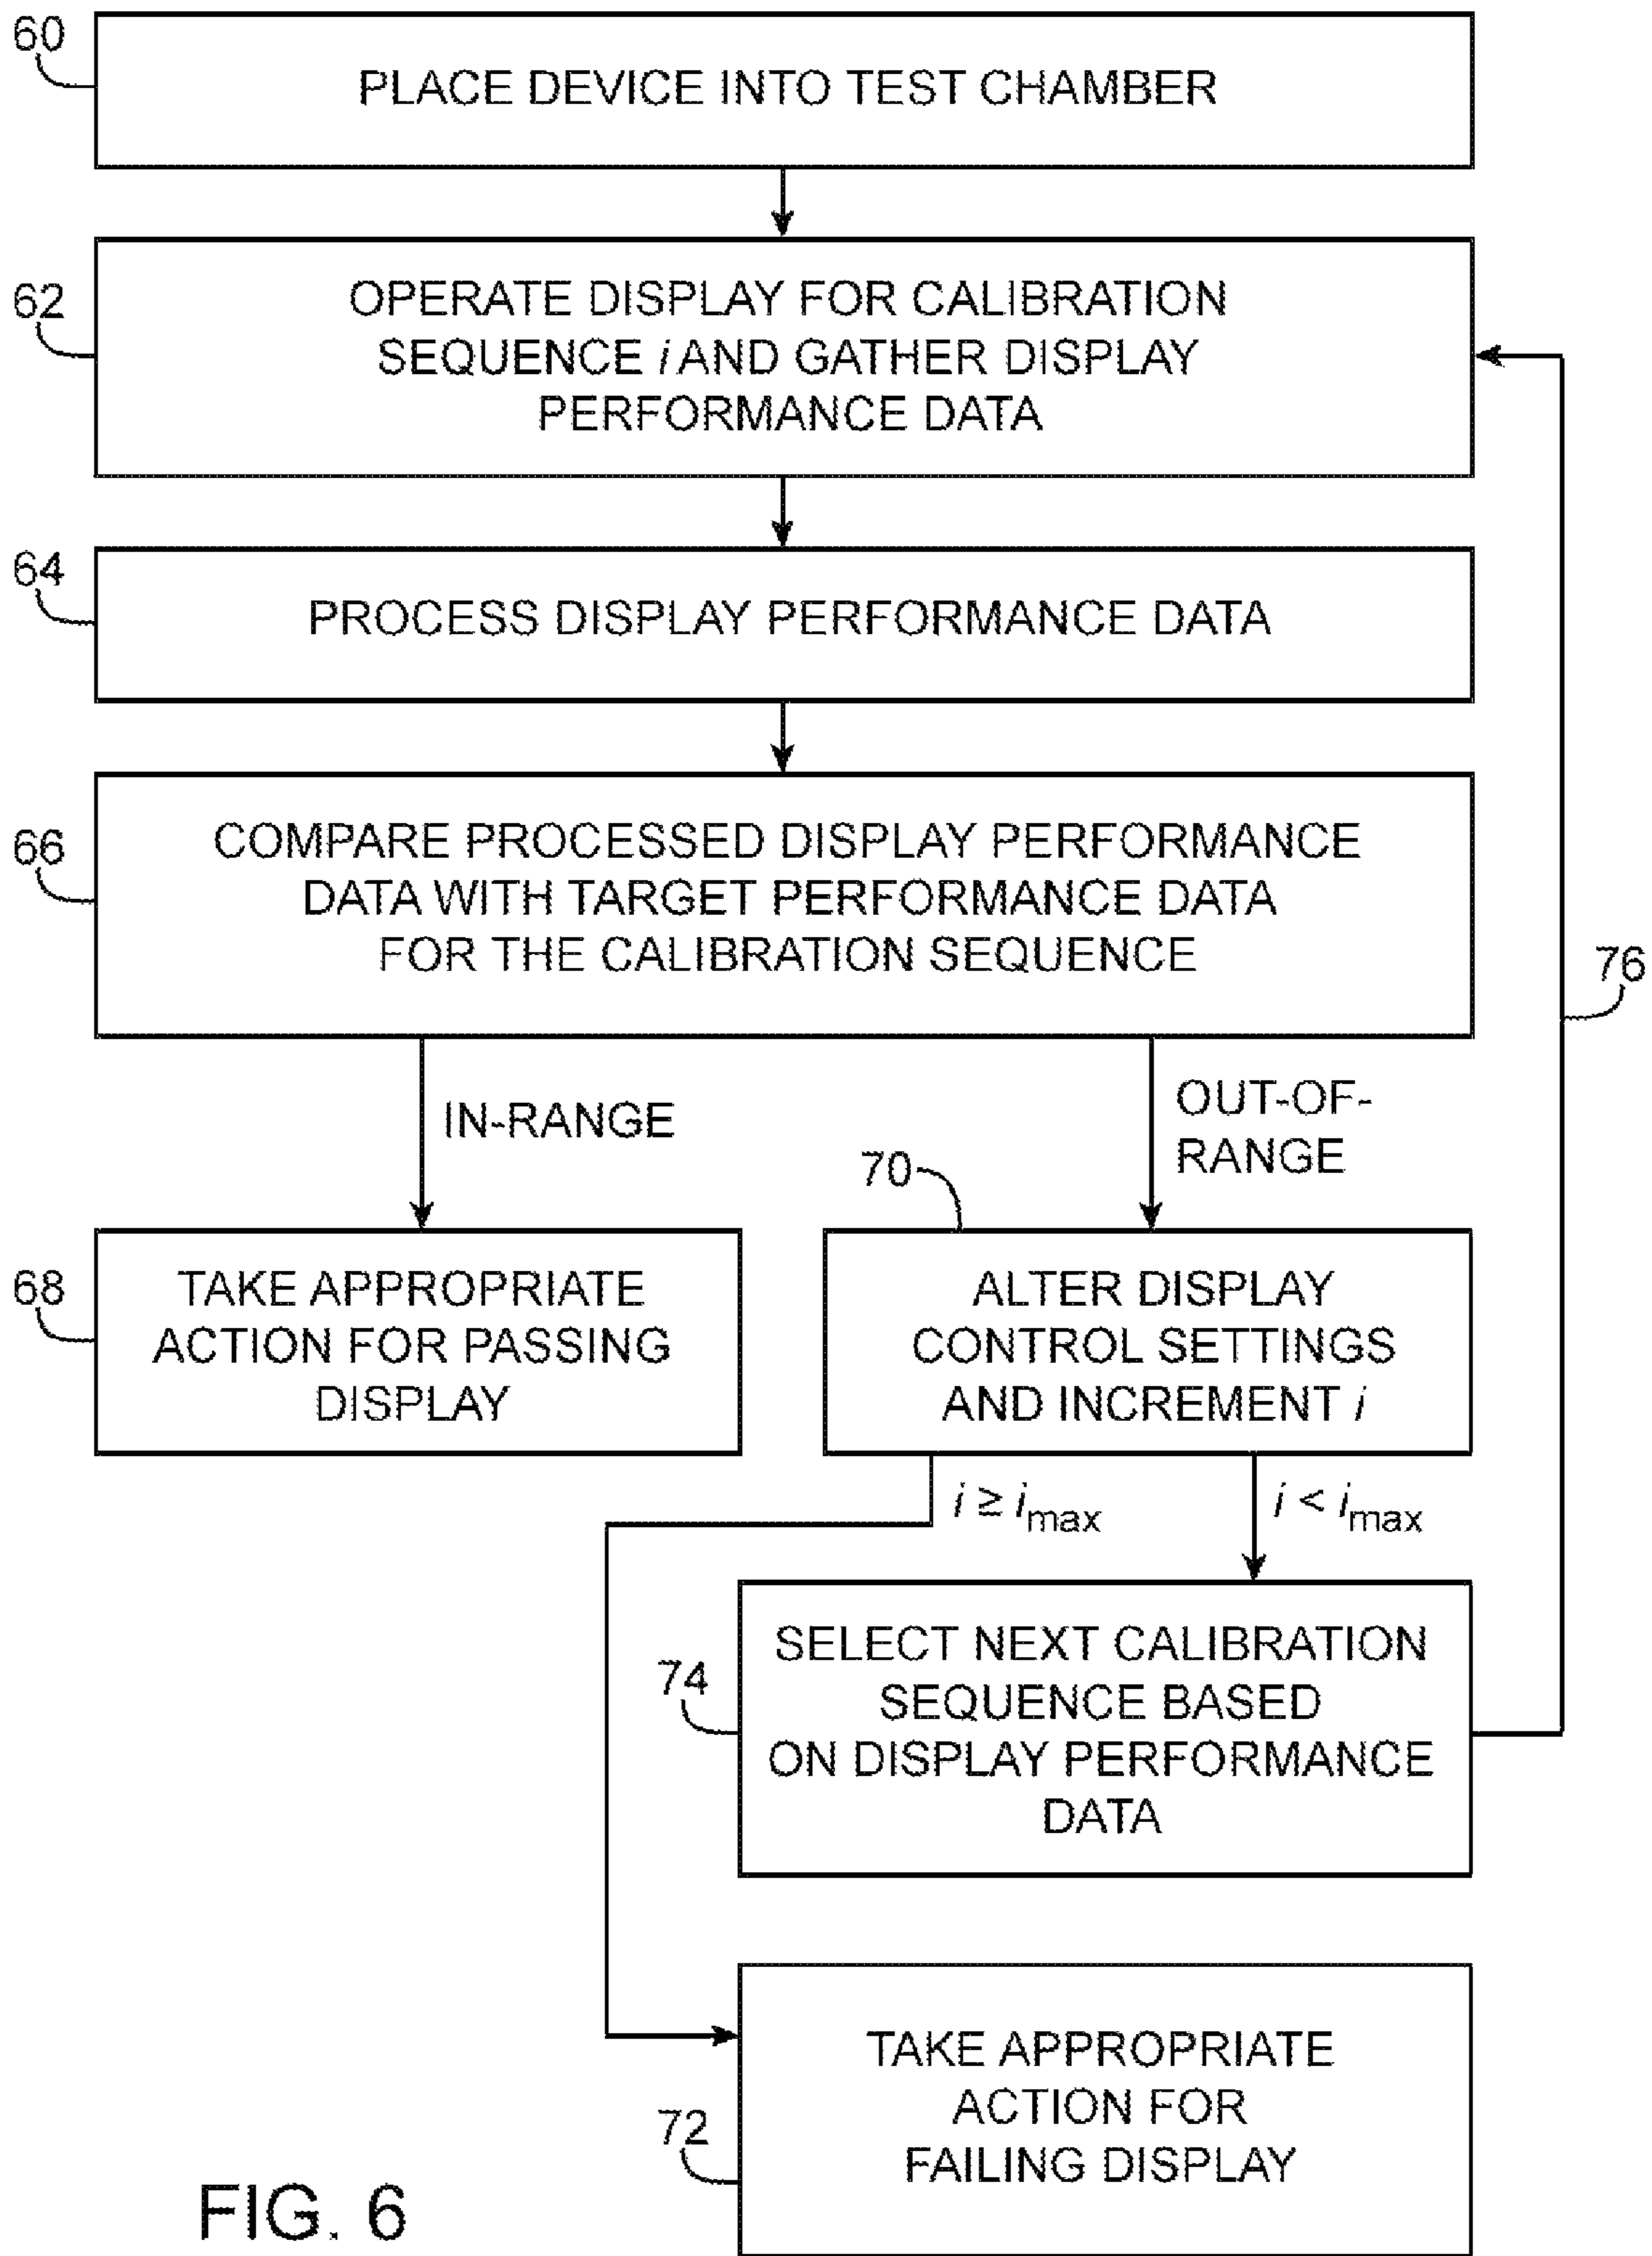 60
PLACE DEVICE INTO TEST CHAMBER
62
OPERATE DISPLAY FOR CALIBRATION
SEQUENCE i AND GATHER DISPLAY
PERFORMANCE DATA
64
PROCESS DISPLAY PERFORMANCE DATA
66
COMPARE PROCESSED DISPLAY PERFORMANCE
DATA WITH TARGET PERFORMANCE DATA
FOR THE CALIBRATION SEQUENCE
76
IN-RANGE
OUT-OF-
RANGE
68
TAKE APPROPRIATE
ACTION FOR PASSING
DISPLAY
70
ALTER DISPLAY
CONTROL SETTINGS
AND INCREMENT i
i ≥ imax
i < imax
74
SELECT NEXT CALIBRATION
SEQUENCE BASED
ON DISPLAY PERFORMANCE
DATA
72
TAKE APPROPRIATE
ACTION FOR
FAILING DISPLAY
FIG. 6